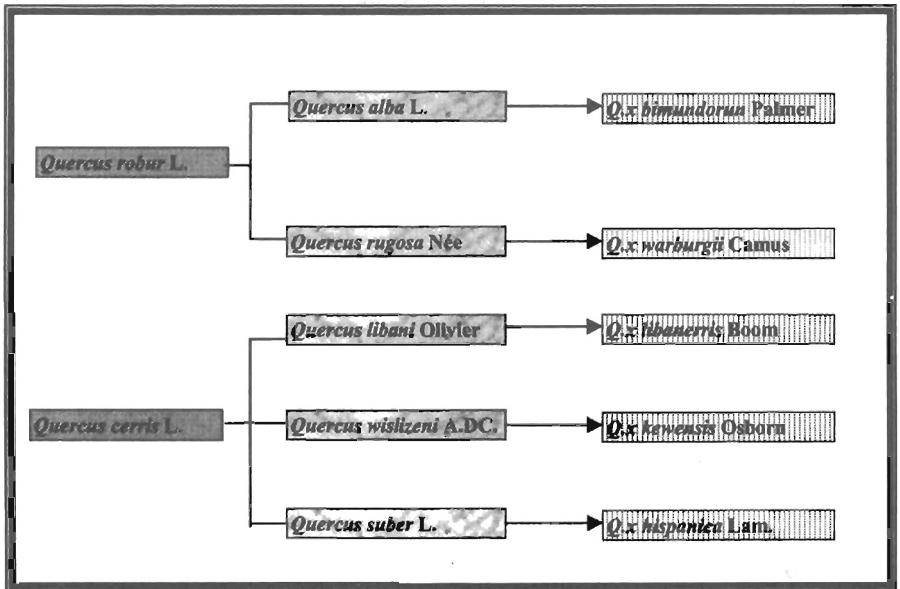 Quercus alba L.
Q.x bimundorun Palmer
Quercus robur L.
Quercus rugosa Née
Q.x warburgii Camus
Quercus libani Olivier
Q.x libanerris Boom
Quercus cerris L.
Quercus wislizeni A.DC.
Q.x kewensis Osborn
Quercus suber L.
Q.x hispanica Lam.